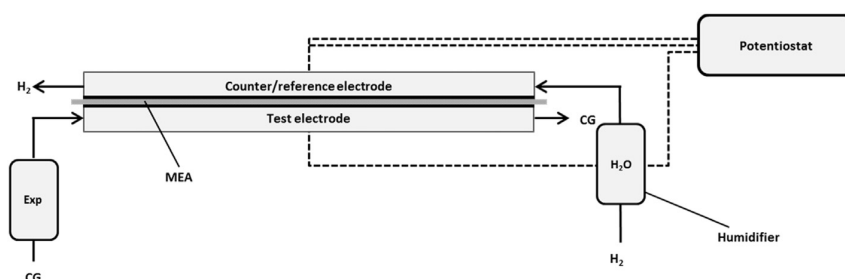 Potentiostat
H₂
Counter/reference electrode
Test electrode
CG
MEA
H₂O
Exp
Humidifier
H₂
CG